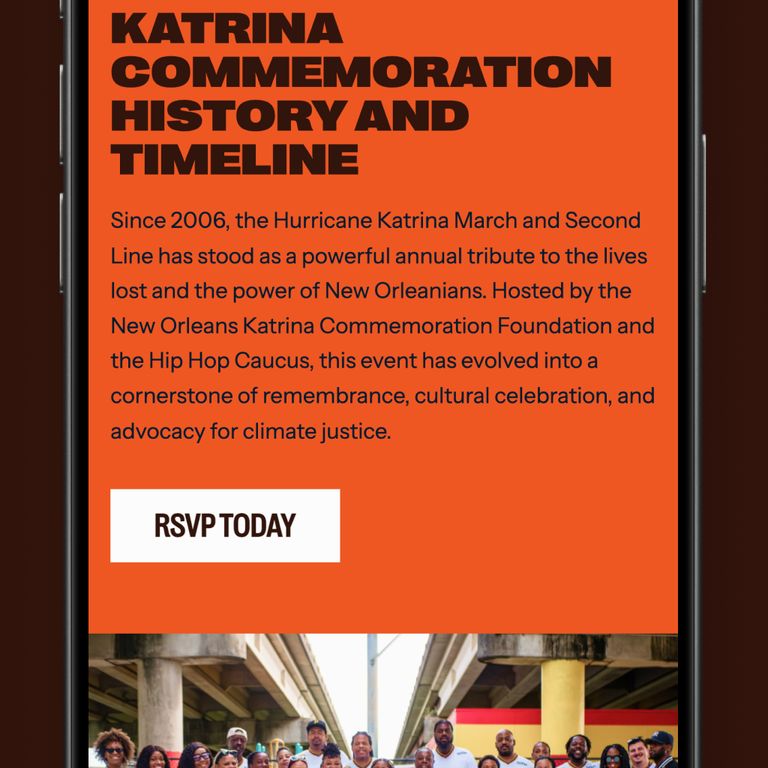 KATRINA
COMMEMORATION
HISTORY AND
TIMELINE
Since 2006, the Hurricane Katrina March and Second
Line has stood as a powerful annual tribute to the lives
lost and the power of New Orleanians. Hosted by the
New Orleans Katrina Commemoration Foundation and
the Hip Hop Caucus, this event has evolved into a
cornerstone of remembrance, cultural celebration, and
advocacy for climate justice.
RSVP TODAY